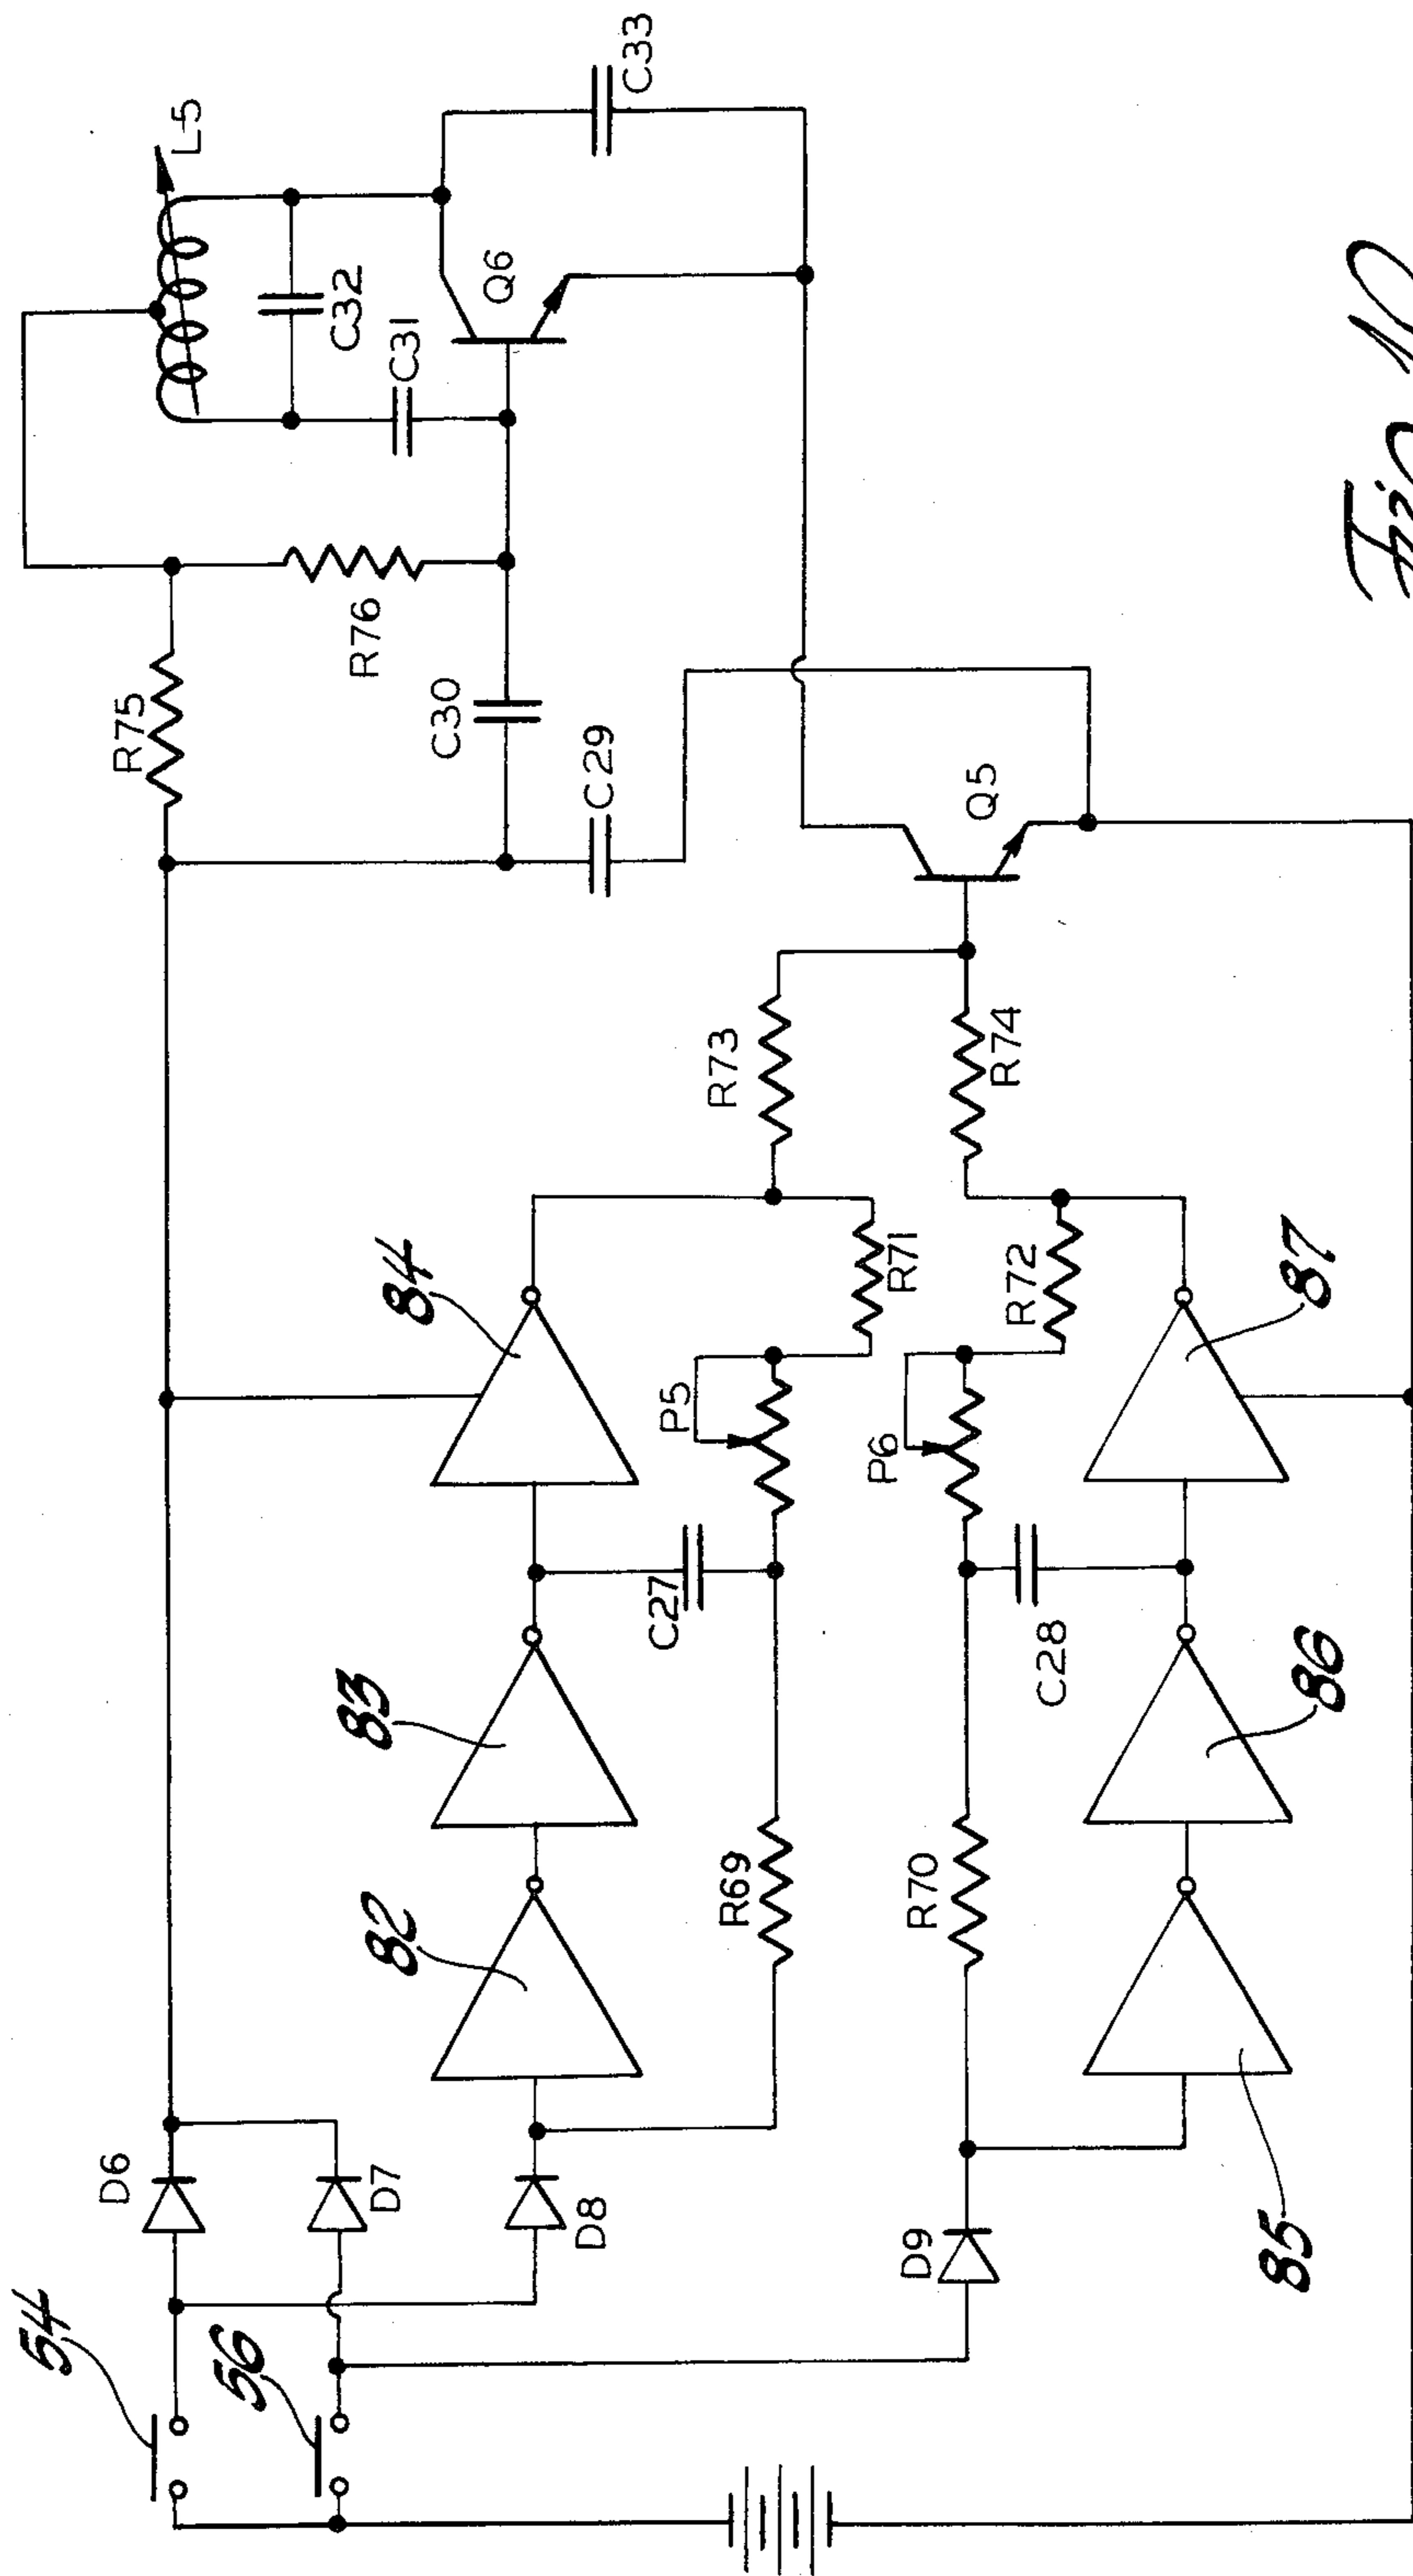 54
D6
R75
L-5
56
D7
R76
C32
C31
82
83
84
C30
Q6
D8
C29
C33
C27
P5
R69
R73
D9
R70
P6
R71
Q5
R74
R72
C28
85
86
87
Fig. 10